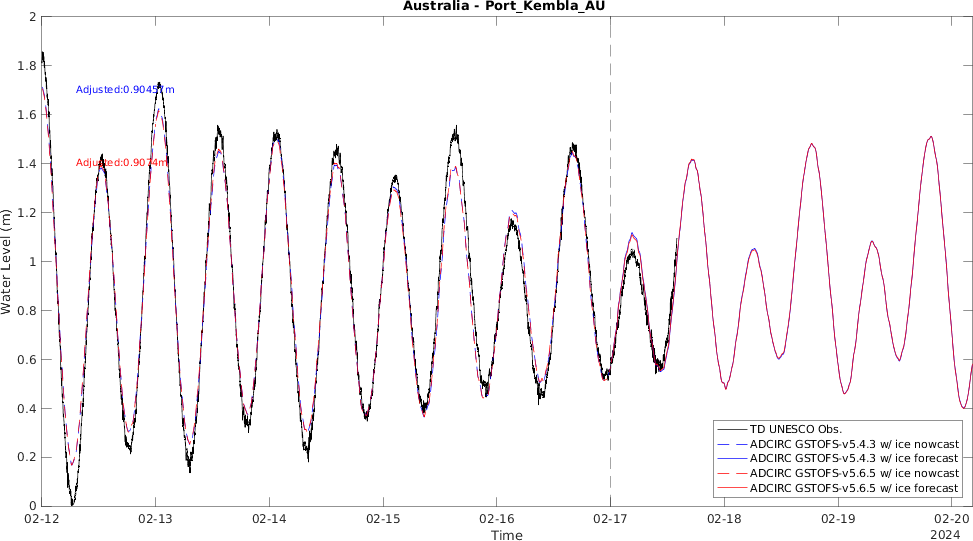 Australia - Port_Kembla_AU
2
1.8
1.6
1.4
1.2
1
0.8
0.6
0.4
0.2
0
Water Level (m)
Adjusted:0.90457m
Adjusted:0.9074m
TD UNESCO Obs.
ADCIRC GSTOFS-v5.4.3 w/ ice nowcast
ADCIRC GSTOFS-v5.4.3 w/ ice forecast
ADCIRC GSTOFS-v5.6.5 w/ ice nowcast
ADCIRC GSTOFS-v5.6.5 w/ ice forecast
02-12 02-13 02-14 02-15 02-16 02-17 02-18 02-19 02-20
Time
2024